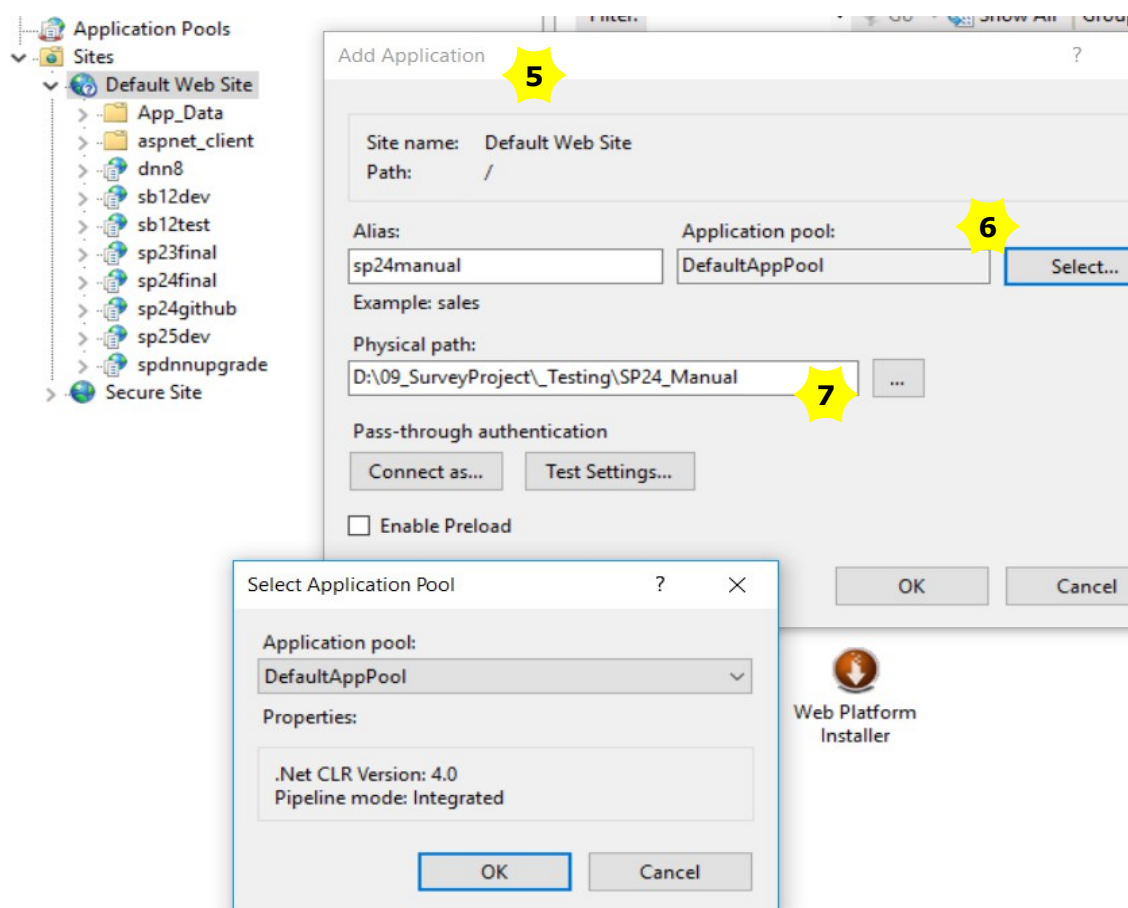 Application Pools
Sites
Default Web Site
App_Data
aspnet_client
dnn8
sb12dev
sb12test
sp23final
sp24final
sp24github
sp25dev
spdnnupgrade
Secure Site
Filter: Go Show All Group
Add Application ?
5
Site name: Default Web Site
Path: /
Alias:
sp24manual
Example: sales
Application pool:
6
DefaultAppPool
Select...
Physical path:
D:\09_SurveyProject\_Testing\SP24_Manual
...
7
Pass-through authentication
Connect as... Test Settings...
Enable Preload
OK Cancel
Select Application Pool ?
Application pool:
DefaultAppPool
Properties:
.Net CLR Version: 4.0
Pipeline mode: Integrated
OK Cancel
Web Platform
Installer